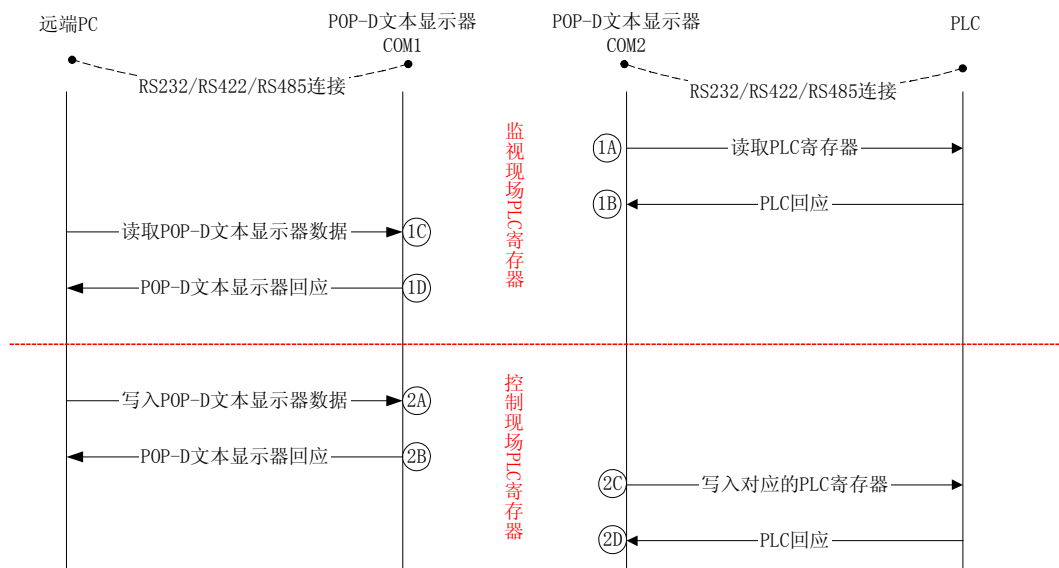 远端PC
POP-D文本显示器
COM1
POP-D文本显示器
COM2
PLC
RS232/RS422/RS485连接
RS232/RS422/RS485连接
监视现场PLC寄存器
1A
读取PLC寄存器
1B
PLC回应
读取POP-D文本显示器数据
1C
POP-D文本显示器回应
1D
控制现场PLC寄存器
写入POP-D文本显示器数据
2A
POP-D文本显示器回应
2B
2C
写入对应的PLC寄存器
2D
PLC回应